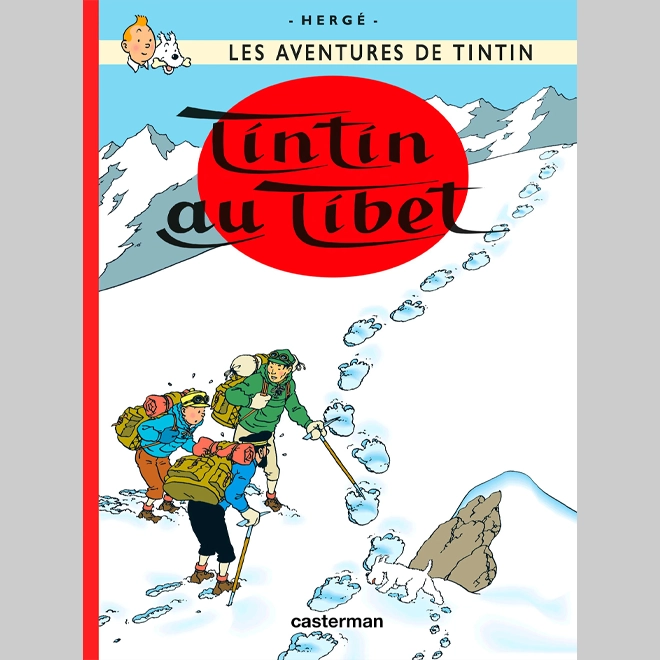 - HERGÉ -
LES AVENTURES DE TINTIN
Tintin
au Tibet
casterman